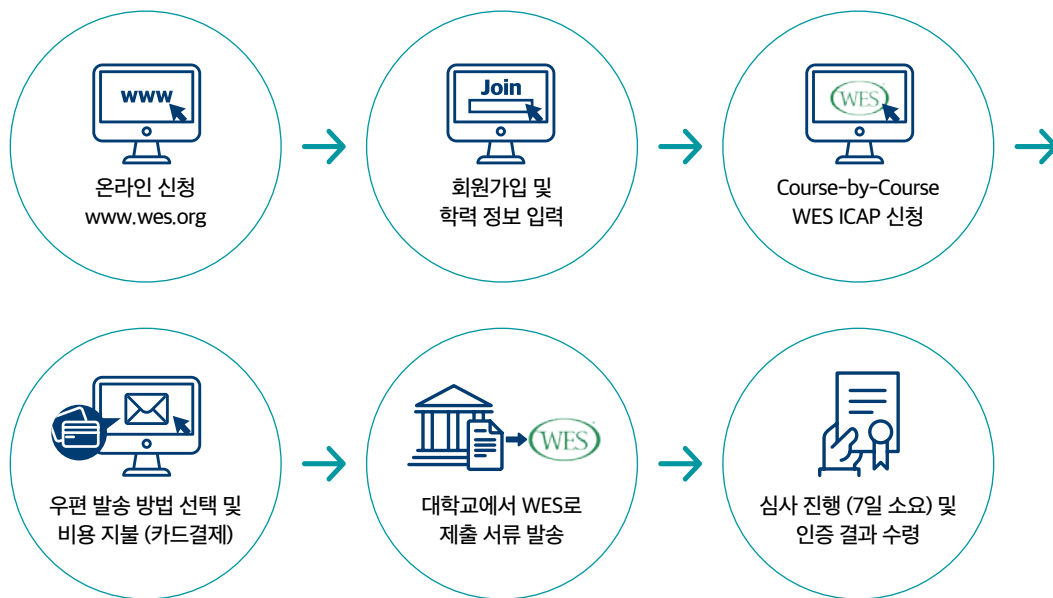 www
온라인 신청
www.wes.org
Join
회원가입 및
학력 정보 입력
WES
Course-by-Course
WES ICAP 신청
우편 발송 방법 선택 및
비용 지불 (카드결제)
WES
대학교에서 WES로
제출 서류 발송
심사 진행 (7일 소요) 및
인증 결과 수령